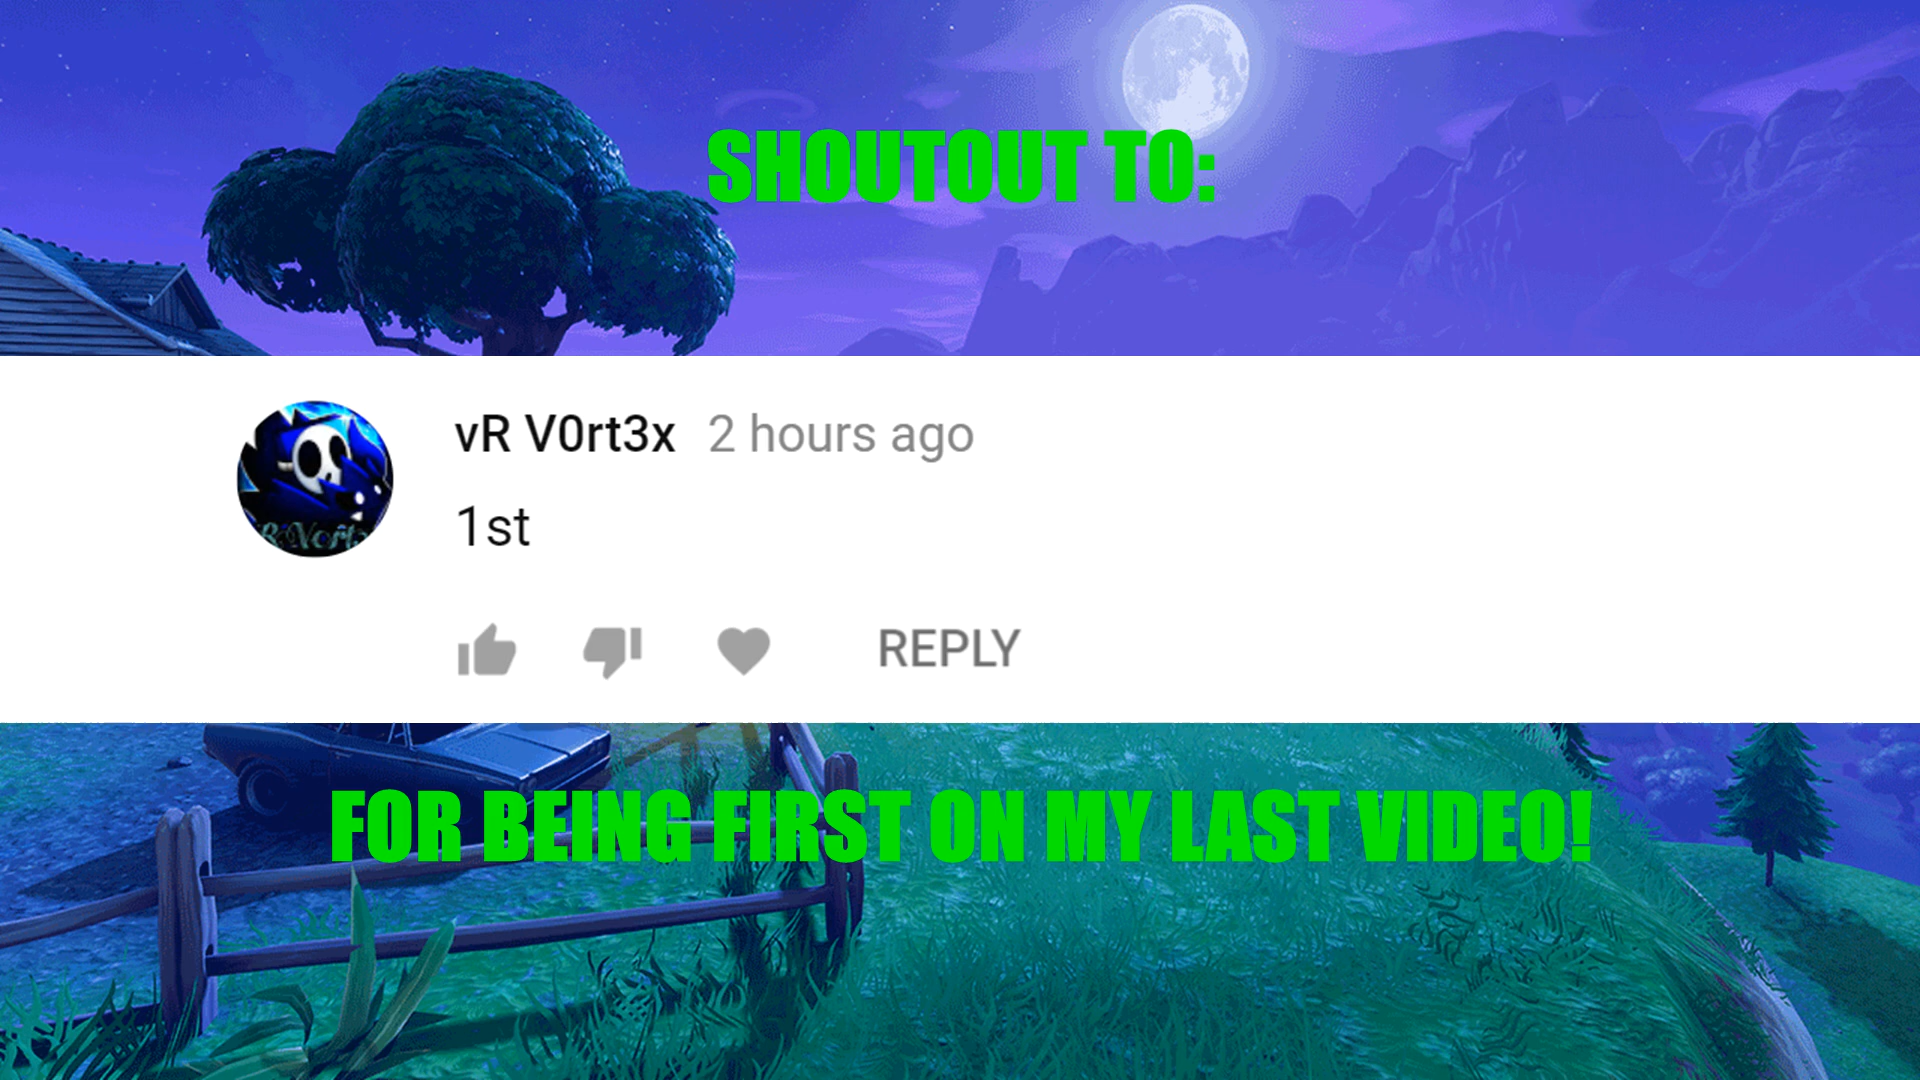 SHOUTOUT TO:
vR V0rt3x 2 hours ago
1st
REPLY
FOR BEING FIRST ON MY LAST VIDEO!